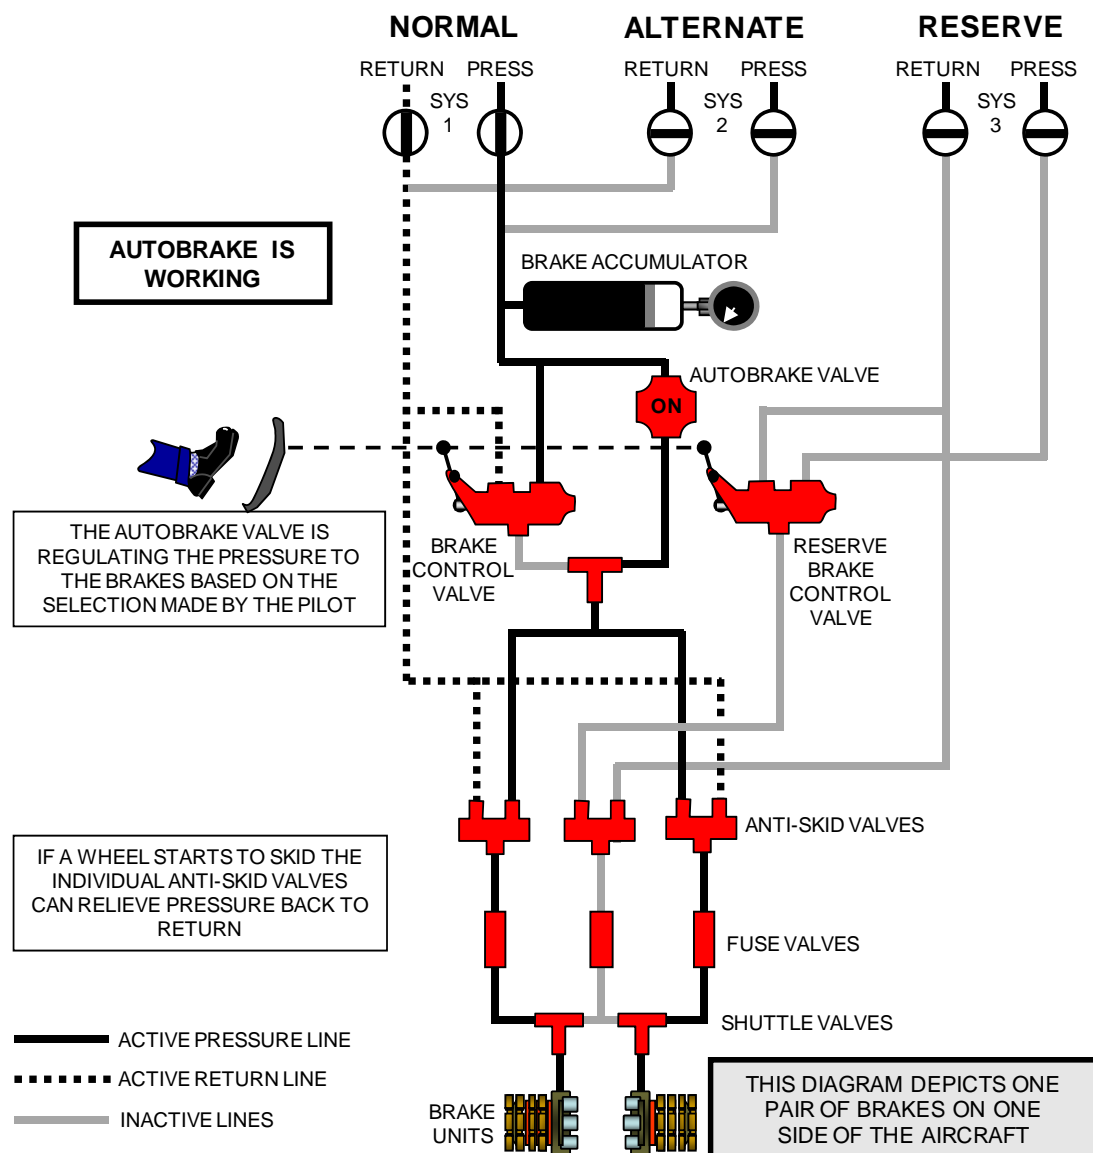 NORMAL ALTERNATE RESERVE
RETURN PRESS RETURN PRESS RETURN PRESS
SYS SYS SYS
1 2 3
AUTOBRAKE IS
WORKING
BRAKE ACCUMULATOR
AUTOBRAKE VALVE
ON
THE AUTOBRAKE VALVE IS
REGULATING THE PRESSURE TO
THE BRAKES BASED ON THE
SELECTION MADE BY THE PILOT
BRAKE
CONTROL
VALVE
RESERVE
BRAKE
CONTROL
VALVE
ANTI-SKID VALVES
IF A WHEEL STARTS TO SKID THE
INDIVIDUAL ANTI-SKID VALVES
CAN RELIEVE PRESSURE BACK TO
RETURN
FUSE VALVES
SHUTTLE VALVES
ACTIVE PRESSURE LINE
ACTIVE RETURN LINE
INACTIVE LINES
BRAKE
UNITS
THIS DIAGRAM DEPICTS ONE
PAIR OF BRAKES ON ONE
SIDE OF THE AIRCRAFT